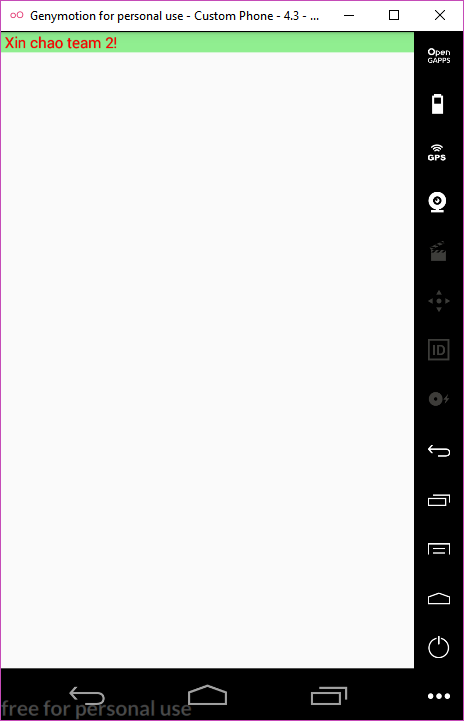 Genymotion for personal use - Custom Phone - 4.3 - ...
Xin chao team 2!
Open
GAPPS
GPS
ID
free for personal use